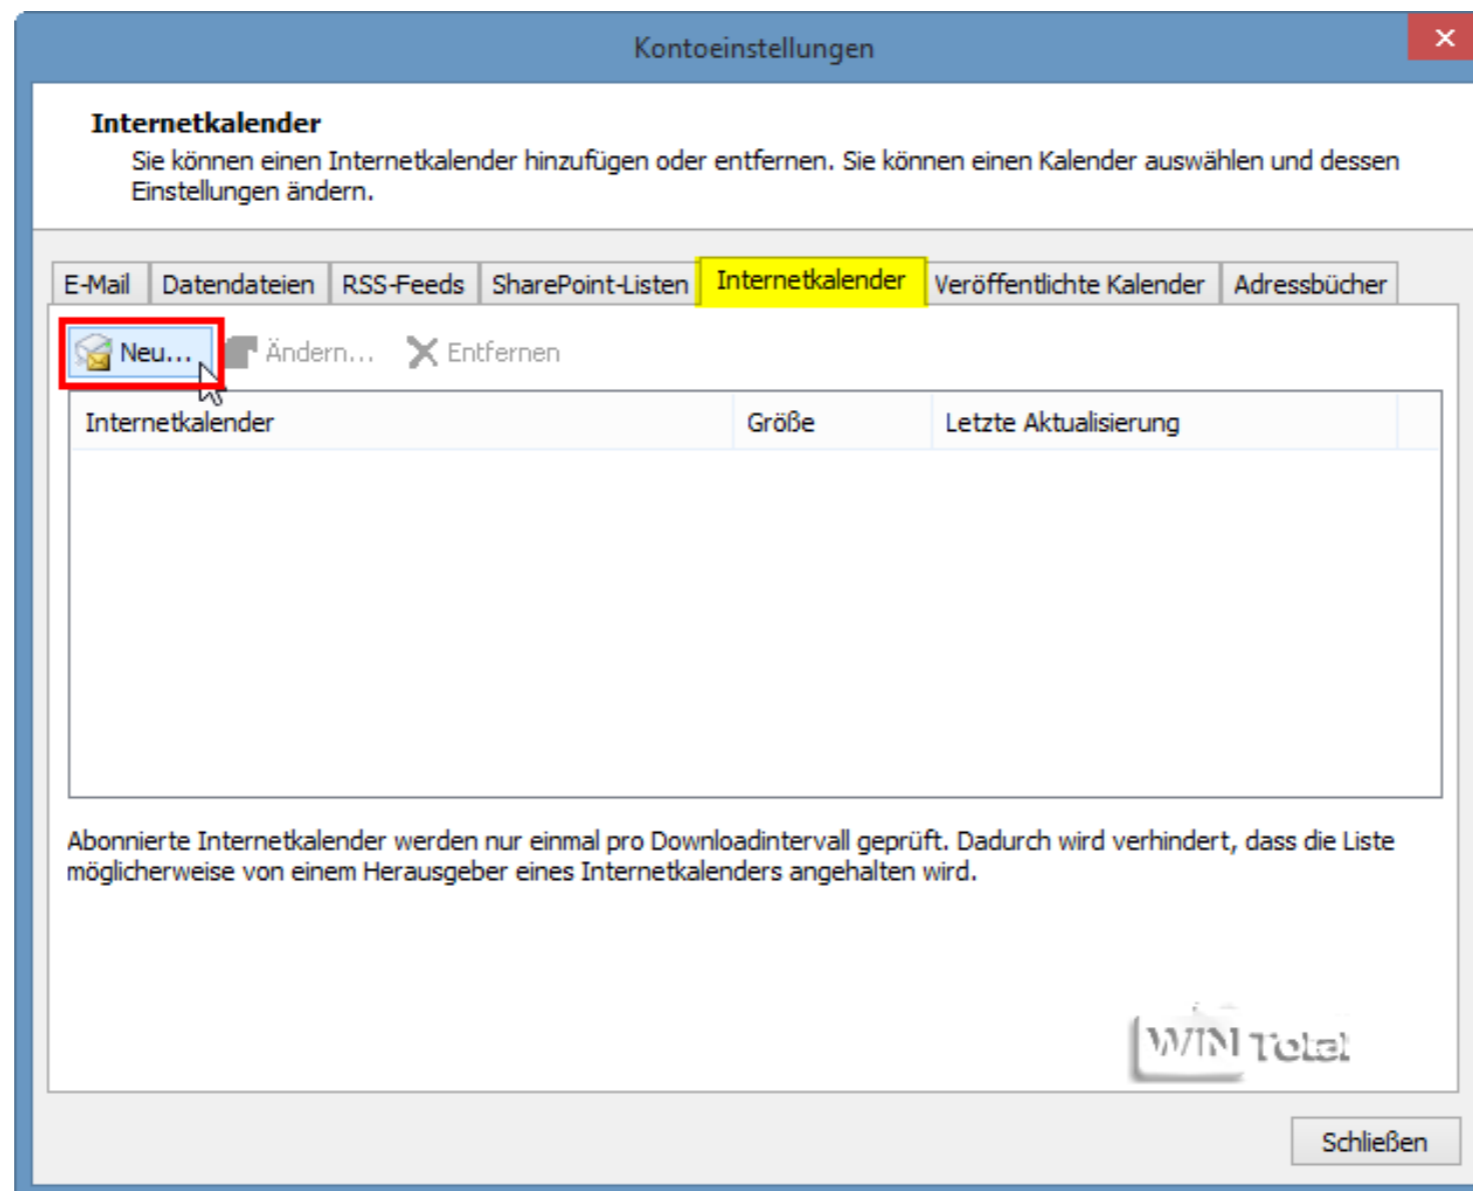 Kontoeinstellungen
Internetkalender
Sie können einen Internetkalender hinzufügen oder entfernen. Sie können einen Kalender auswählen und dessen
Einstellungen ändern.
E-Mail Datendateien RSS-Feeds SharePoint-Listen Internetkalender Veröffentlichte Kalender Adressbücher
Neu... Ändern... Entfernen
Internetkalender Größe Letzte Aktualisierung
Abonnierte Internetkalender werden nur einmal pro Downloadintervall geprüft. Dadurch wird verhindert, dass die Liste
möglicherweise von einem Herausgeber eines Internetkalenders angehalten wird.
WIN Total
Schließen